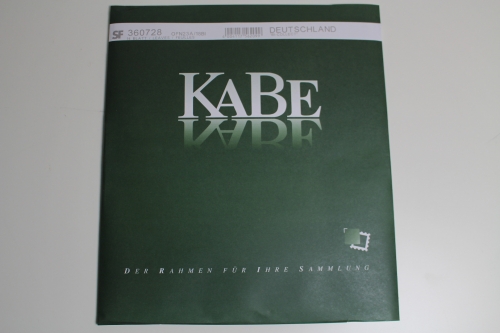 SF 360728 DEUTSCHLAND
KABE
DER RAHMEN FÜR IHRE SAMMLUNG